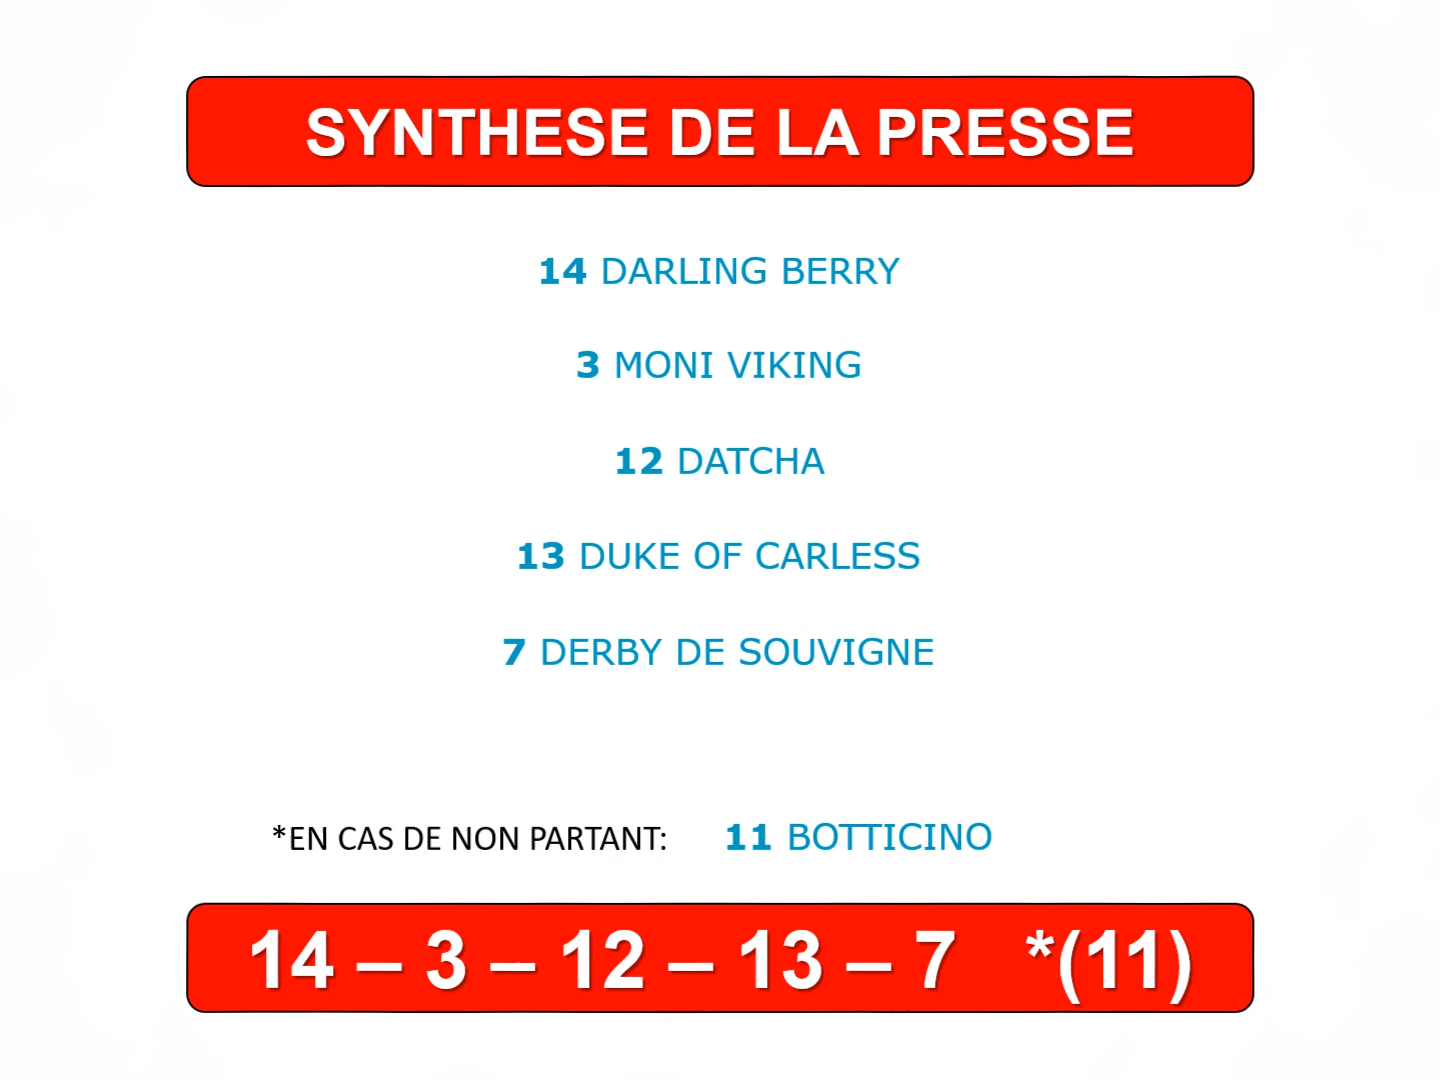 SYNTHESE DE LA PRESSE
14 DARLING BERRY
3 MONI VIKING
12 DATCHA
13 DUKE OF CARLESS
7 DERBY DE SOUVIGNE
*EN CAS DE NON PARTANT: 11 BOTTICINO
14 – 3 – 12 – 13 – 7 *(11)